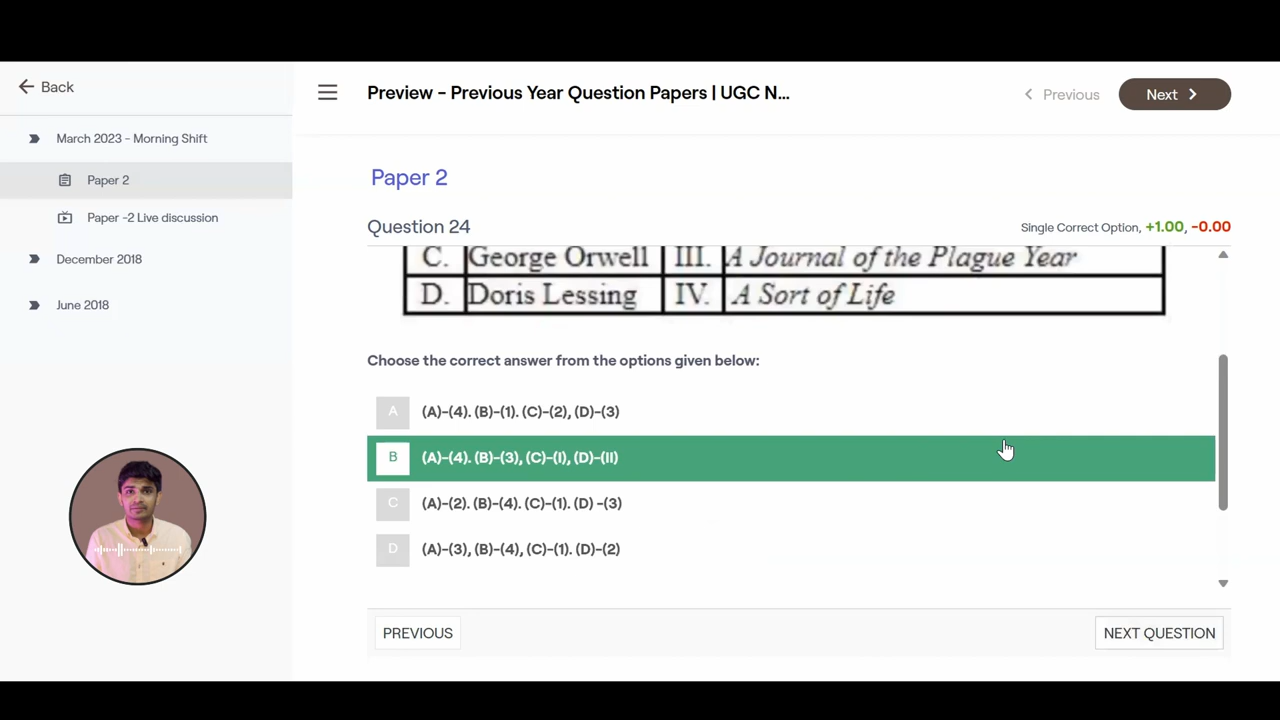 Back
Preview - Previous Year Question Papers | UGC N...
Previous
Next
March 2023 - Morning Shift
Paper 2
Paper -2 Live discussion
December 2018
June 2018
Paper 2
Question 24
Single Correct Option, +1.00, -0.00
C. George Orwell III. A Journal of the Plague Year
D. Doris Lessing IV. A Sort of Life
Choose the correct answer from the options given below:
A (A)-(4). (B)-(1). (C)-(2), (D)-(3)
B (A)-(4). (B)-(3), (C)-(I), (D)-(II)
C (A)-(2). (B)-(4). (C)-(1). (D) -(3)
D (A)-(3), (B)-(4), (C)-(1). (D)-(2)
PREVIOUS
NEXT QUESTION